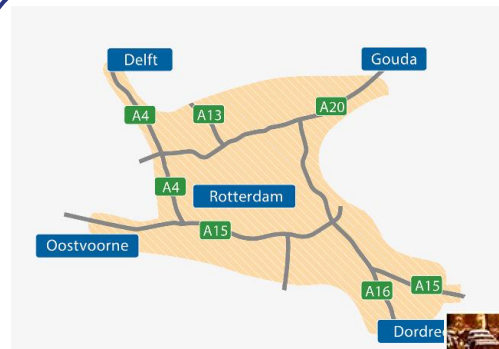 Delft
Gouda
A4
A13
A20
A4
Rotterdam
A15
Oostvoorne
A16
A15